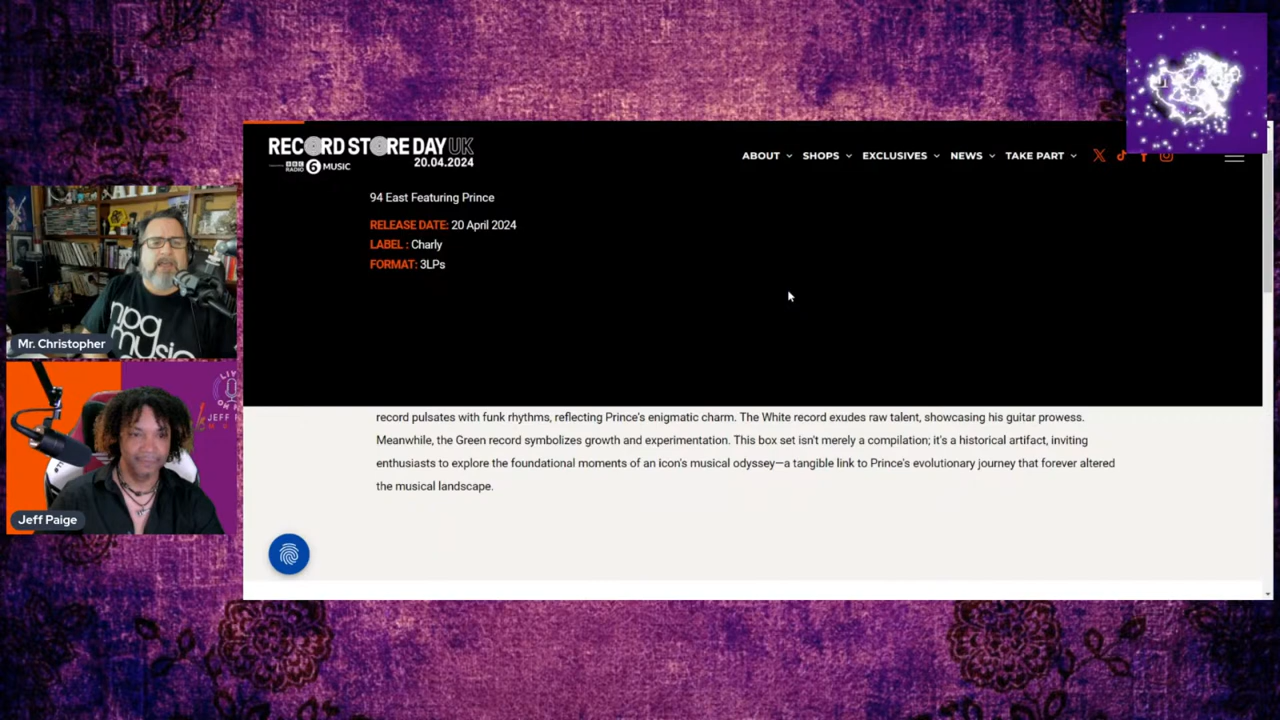 RECORD STORE DAY UK
BBC RADIO 6 MUSIC 20.04.2024
ABOUT SHOPS EXCLUSIVES NEWS TAKE PART
94 East Featuring Prince
RELEASE DATE: 20 April 2024
LABEL : Charly
FORMAT: 3LPs
npg
music
Mr. Christopher
record pulsates with funk rhythms, reflecting Prince's enigmatic charm. The White record exudes raw talent, showcasing his guitar prowess.
Meanwhile, the Green record symbolizes growth and experimentation. This box set isn't merely a compilation; it's a historical artifact, inviting
enthusiasts to explore the foundational moments of an icon's musical odyssey—a tangible link to Prince's evolutionary journey that forever altered
the musical landscape.
Jeff Paige